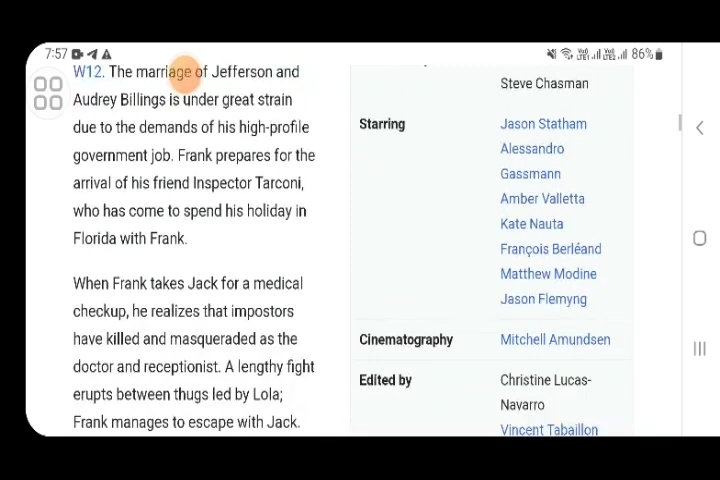 7:57
86%
W12. The marriage of Jefferson and
Audrey Billings is under great strain
due to the demands of his high-profile
government job. Frank prepares for the
arrival of his friend Inspector Tarconi,
who has come to spend his holiday in
Florida with Frank.
When Frank takes Jack for a medical
checkup, he realizes that impostors
have killed and masqueraded as the
doctor and receptionist. A lengthy fight
erupts between thugs led by Lola;
Frank manages to escape with Jack.
Steve Chasman
Starring
Jason Statham
Alessandro
Gassmann
Amber Valletta
Kate Nauta
François Berléand
Matthew Modine
Jason Flemyng
Cinematography
Mitchell Amundsen
Edited by
Christine Lucas-
Navarro
Vincent Tabaillon